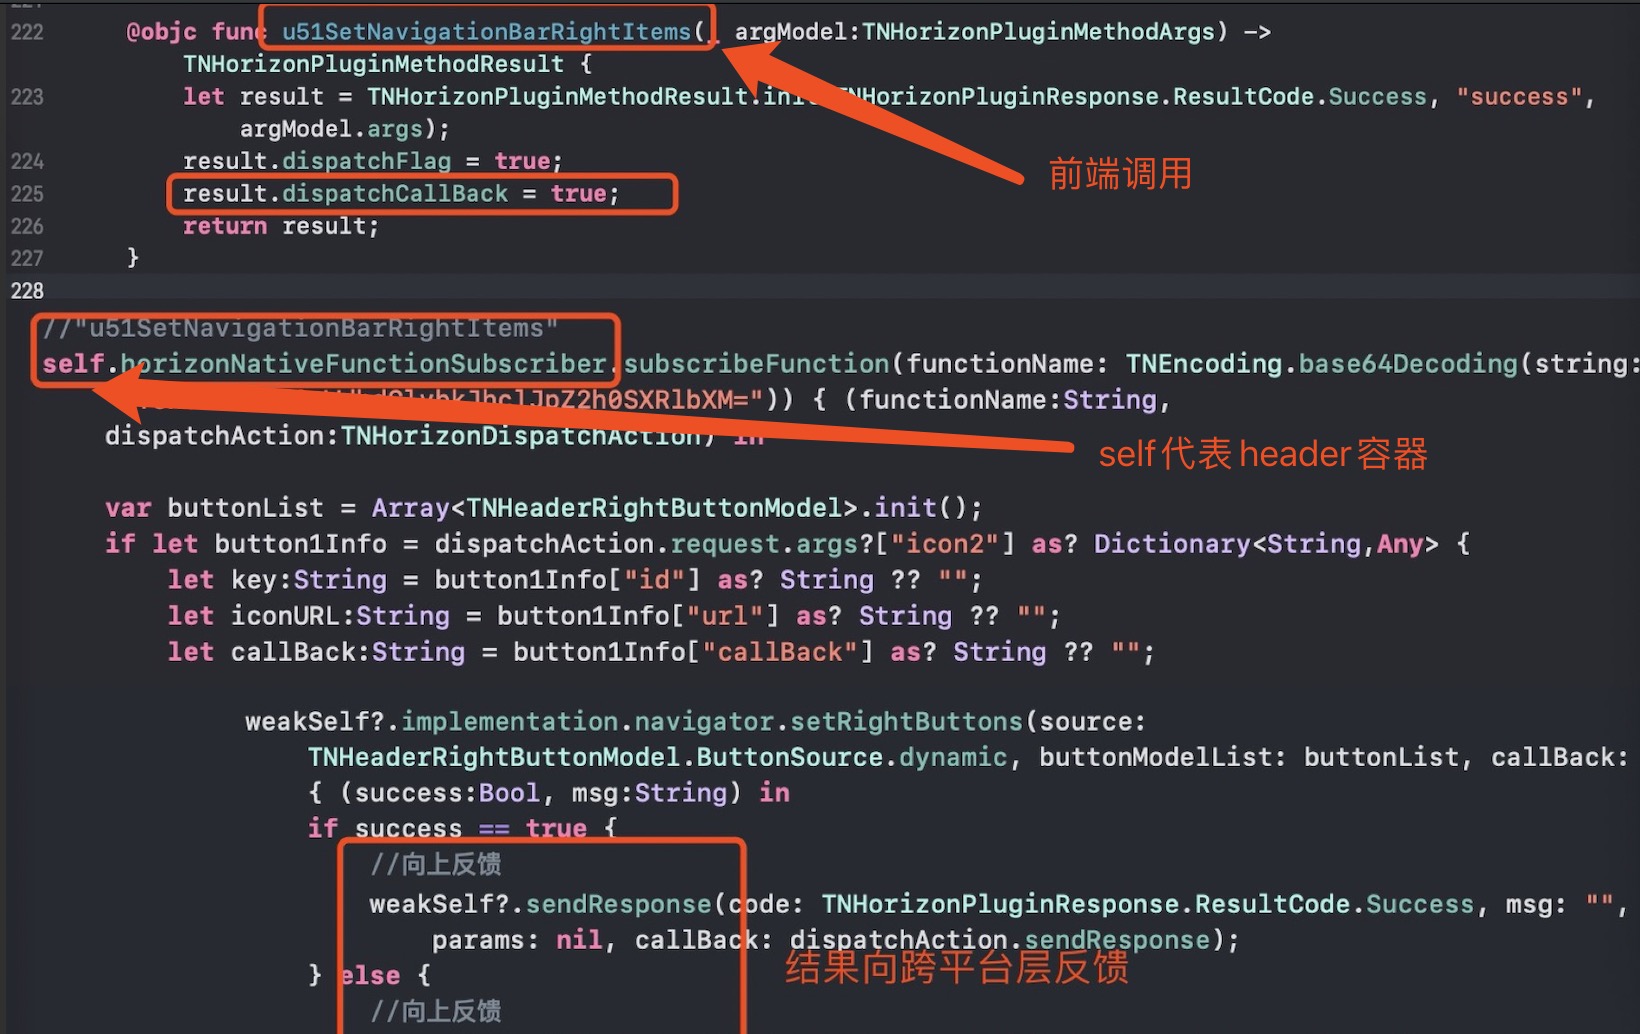 222 @objc func u51SetNavigationBarRightItems(_ argModel:TNHorizonPluginMethodArgs) ->
TNHorizonPluginMethodResult {
223 let result = TNHorizonPluginMethodResult.init TNHorizonPluginResponse.ResultCode.Success, "success",
argModel.args);
前端调用
224 result.dispatchFlag = true;
225 result.dispatchCallBack = true;
226 return result;
227 }
228
//"u51SetNavigationBarRightItems"
self.horizonNativeFunctionSubscriber.subscribeFunction(functionName: TNEncoding.base64Decoding(string:
")) { (functionName:String,
dispatchAction:TNHorizonDispatchAction) in
self代表header容器
var buttonList = Array<TNHeaderRightButtonModel>.init();
if let button1Info = dispatchAction.request.args?["icon2"] as? Dictionary<String,Any> {
let key:String = button1Info["id"] as? String ?? "";
let iconURL:String = button1Info["url"] as? String ?? "";
let callBack:String = button1Info["callBack"] as? String ?? "";
weakSelf?.implementation.navigator.setRightButtons(source:
TNHeaderRightButtonModel.ButtonSource.dynamic, buttonModelList: buttonList, callBack:
{ (success:Bool, msg:String) in
if success == true {
//向上反馈
weakSelf?.sendResponse(code: TNHorizonPluginResponse.ResultCode.Success, msg: "",
params: nil, callBack: dispatchAction.sendResponse);
结果向跨平台层反馈
} else {
//向上反馈